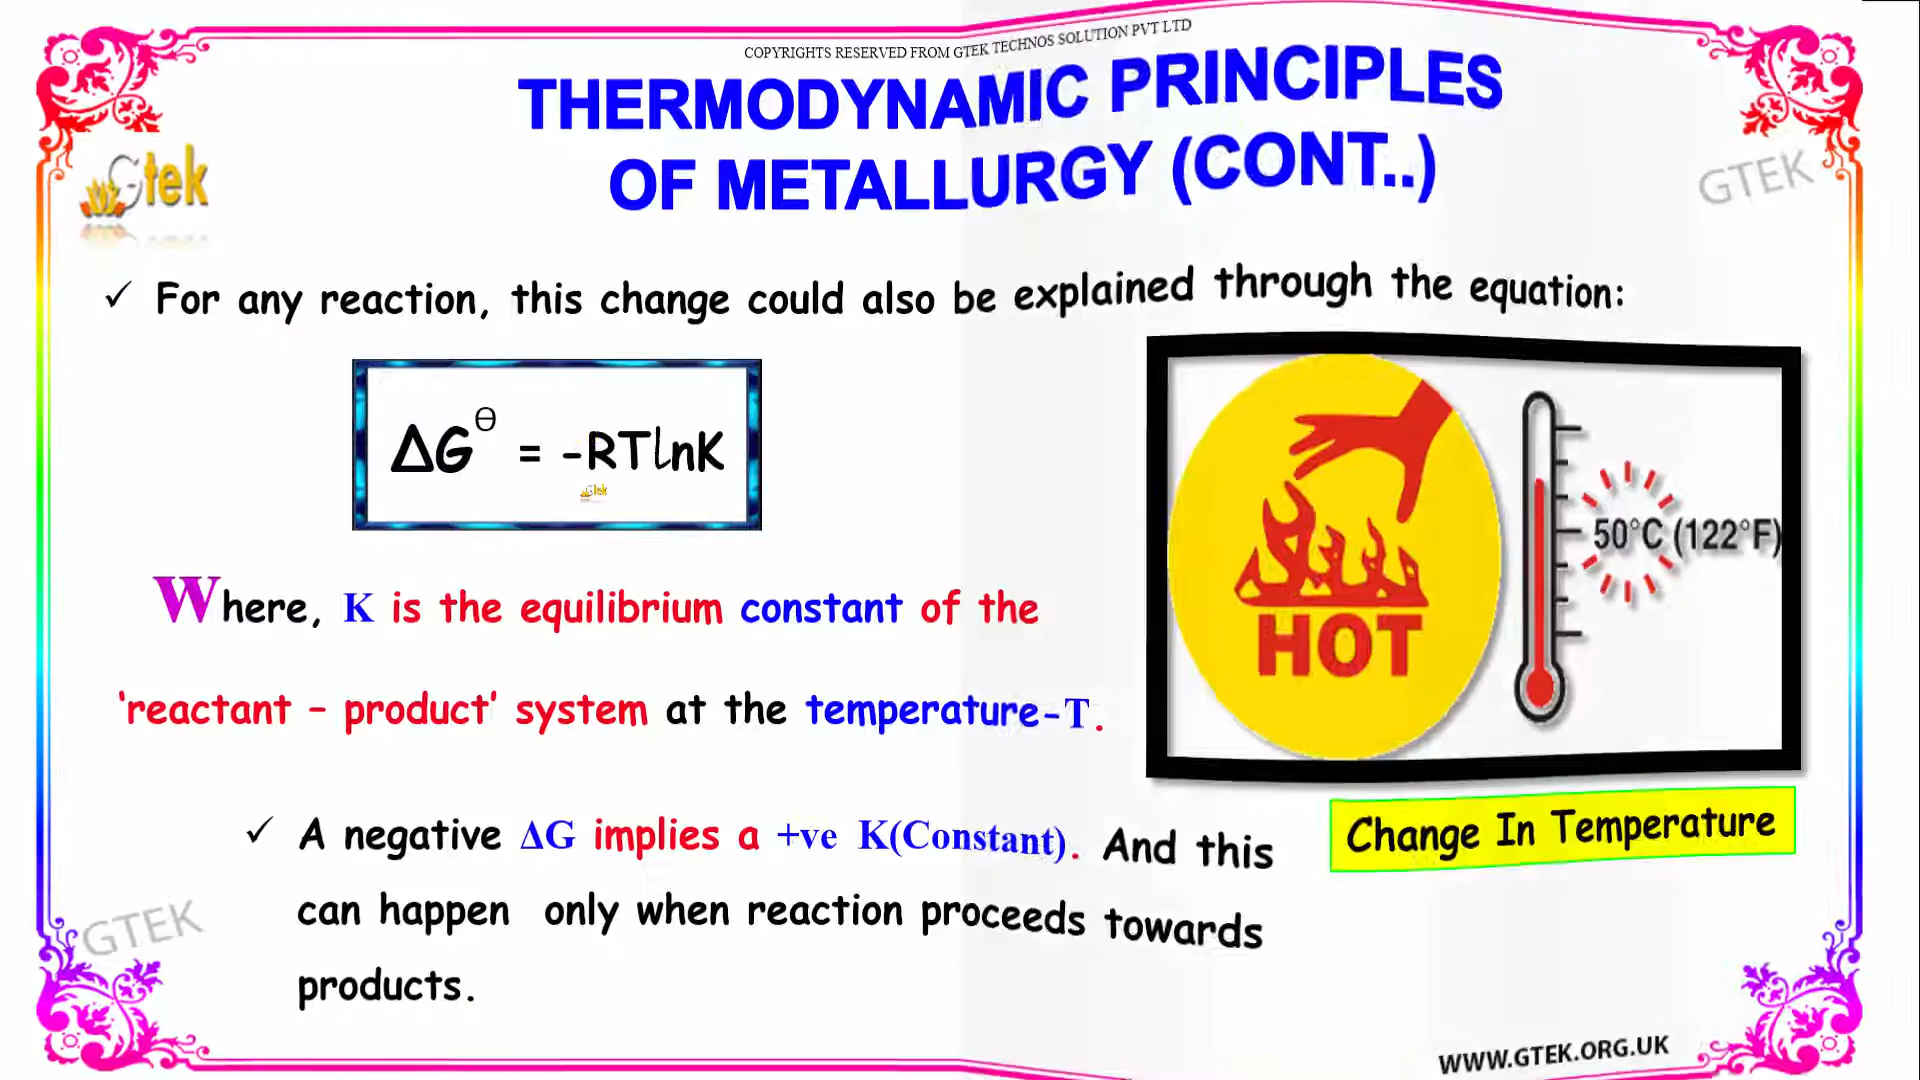 COPYRIGHTS RESERVED FROM GTEK TECHNOS SOLUTION PVT LTD
THERMODYNAMIC PRINCIPLES
OF METALLURGY (CONT..)
Gtek
GTEK
✓ For any reaction, this change could also be explained through the equation:
ΔG^Θ = -RTlnK
Gtek
HOT
50°C (122°F)
Where, K is the equilibrium constant of the
‘reactant – product’ system at the temperature-T.
Change In Temperature
✓ A negative ΔG implies a +ve K(Constant). And this
can happen only when reaction proceeds towards
products.
GTEK
WWW.GTEK.ORG.UK